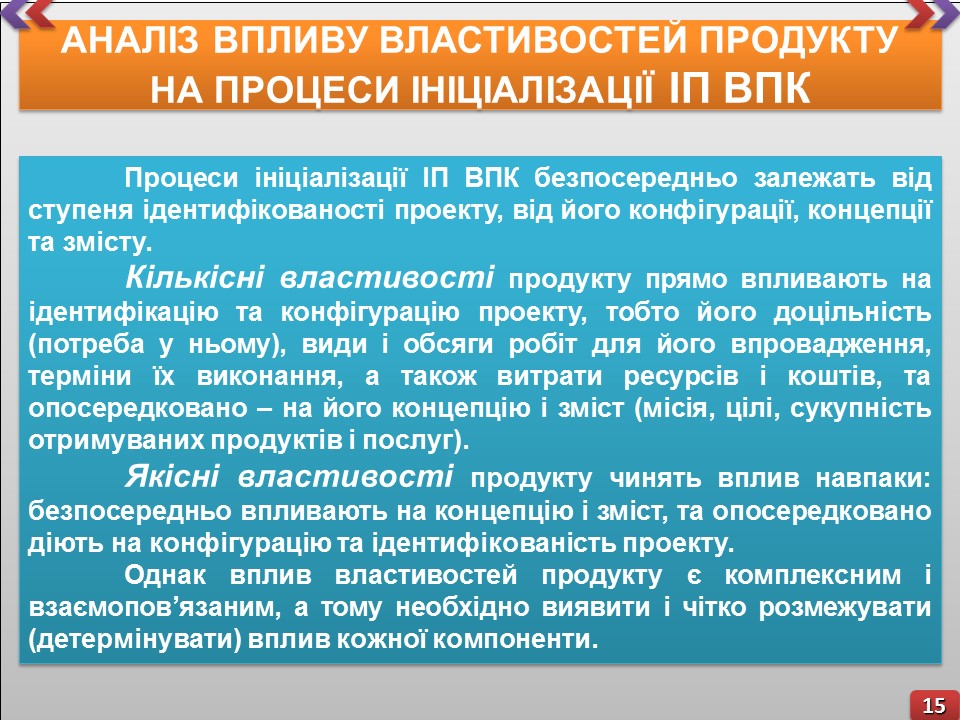 АНАЛІЗ ВПЛИВУ ВЛАСТИВОСТЕЙ ПРОДУКТУ
НА ПРОЦЕСИ ІНІЦІАЛІЗАЦІЇ ІП ВПК
Процеси ініціалізації ІП ВПК безпосередньо залежать від
ступеня ідентифікованості проекту, від його конфігурації, концепції
та змісту.
Кількісні властивості продукту прямо впливають на
ідентифікацію та конфігурацію проекту, тобто його доцільність
(потреба у ньому), види і обсяги робіт для його впровадження,
терміни їх виконання, а також витрати ресурсів і коштів, та
опосередковано – на його концепцію і зміст (місія, цілі, сукупність
отримуваних продуктів і послуг).
Якісні властивості продукту чинять вплив навпаки:
безпосередньо впливають на концепцію і зміст, та опосередковано
діють на конфігурацію та ідентифікованість проекту.
Однак вплив властивостей продукту є комплексним і
взаємопов’язаним, а тому необхідно виявити і чітко розмежувати
(детермінувати) вплив кожної компоненти.
15